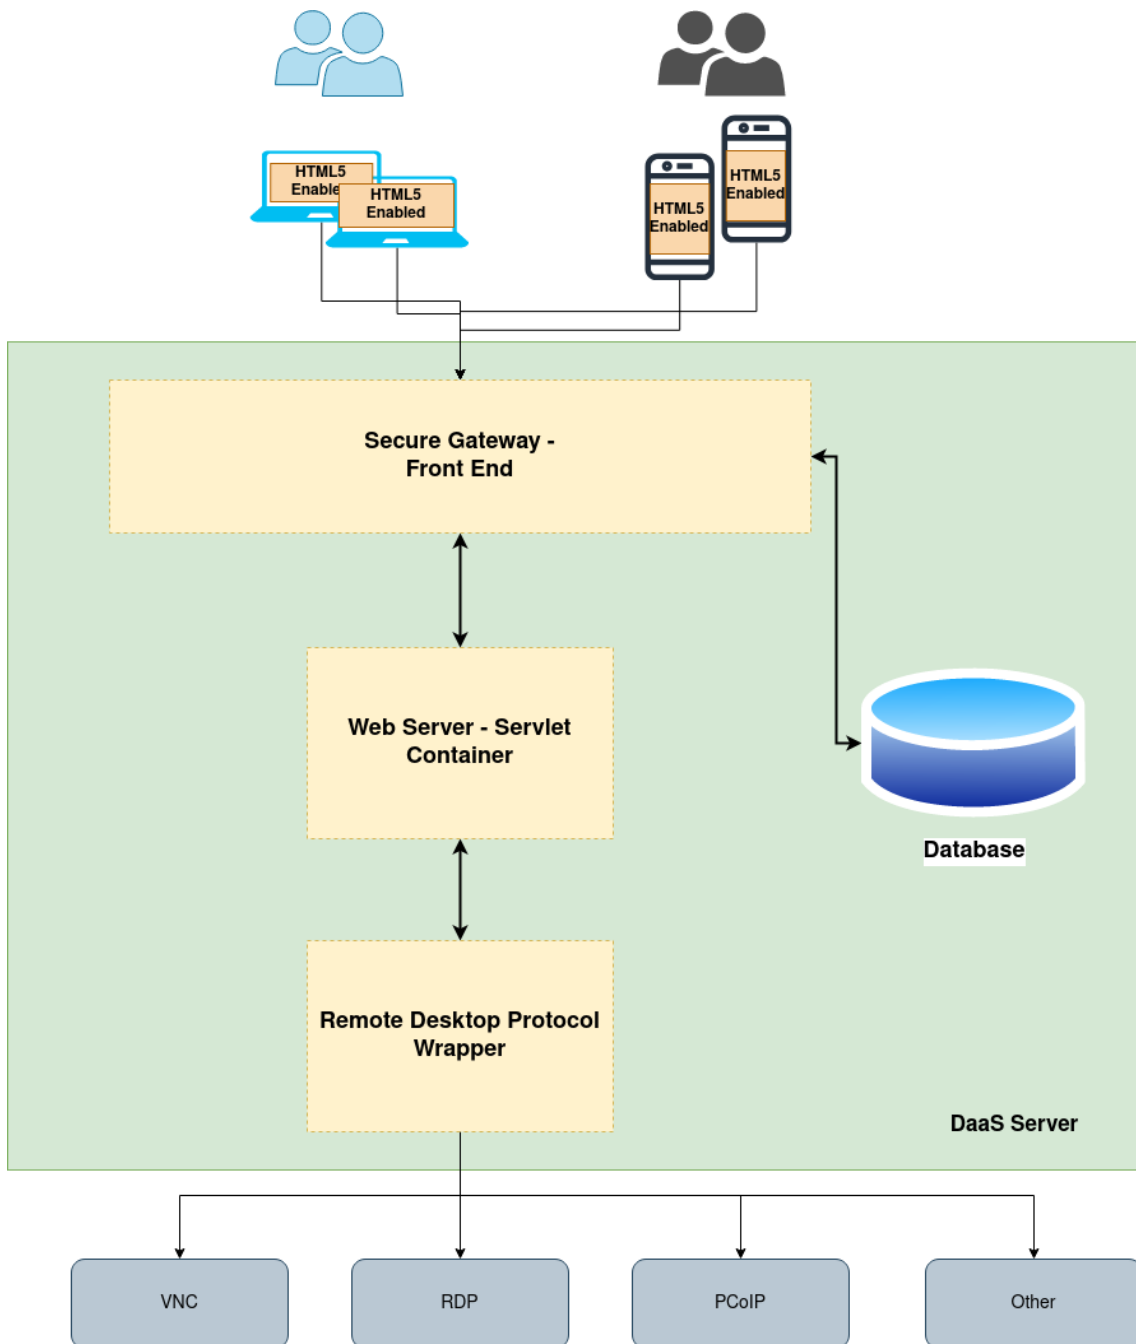 HTML5
Enabled
HTML5
Enabled
HTML5
Enabled
HTML5
Enabled
Secure Gateway -
Front End
Web Server - Servlet
Container
Database
Remote Desktop Protocol
Wrapper
DaaS Server
VNC
RDP
PCoIP
Other